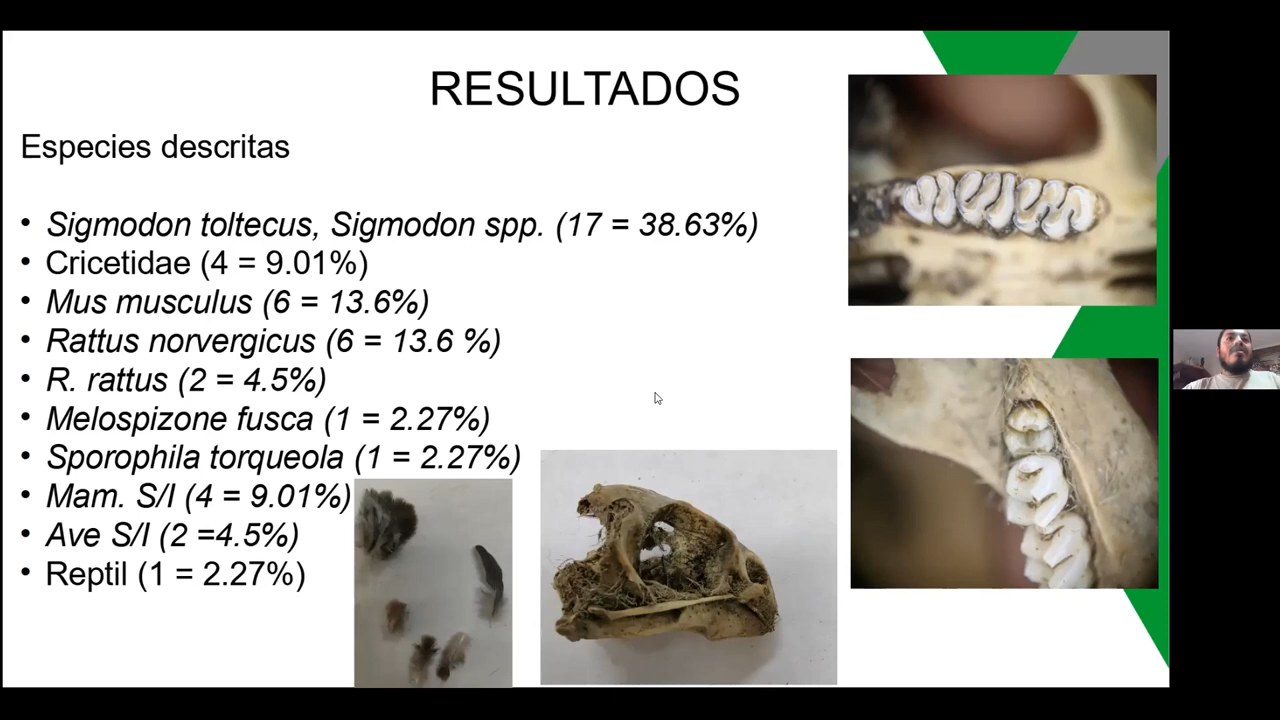 RESULTADOS
Especies descritas
• Sigmodon toltecus, Sigmodon spp. (17 = 38.63%)
• Cricetidae (4 = 9.01%)
• Mus musculus (6 = 13.6%)
• Rattus norvergicus (6 = 13.6 %)
• R. rattus (2 = 4.5%)
• Melospizone fusca (1 = 2.27%)
• Sporophila torqueola (1 = 2.27%)
• Mam. S/I (4 = 9.01%)
• Ave S/I (2 =4.5%)
• Reptil (1 = 2.27%)